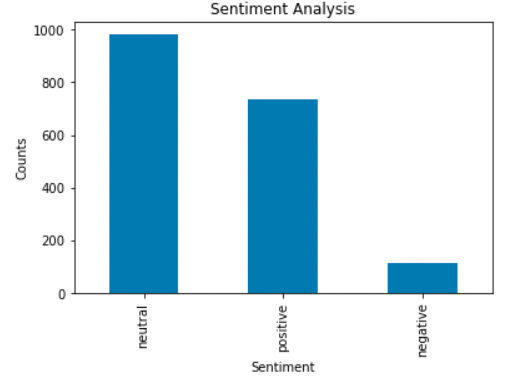 Sentiment Analysis
1000
800
600
400
200
0
Counts
neutral
positive
negative
Sentiment